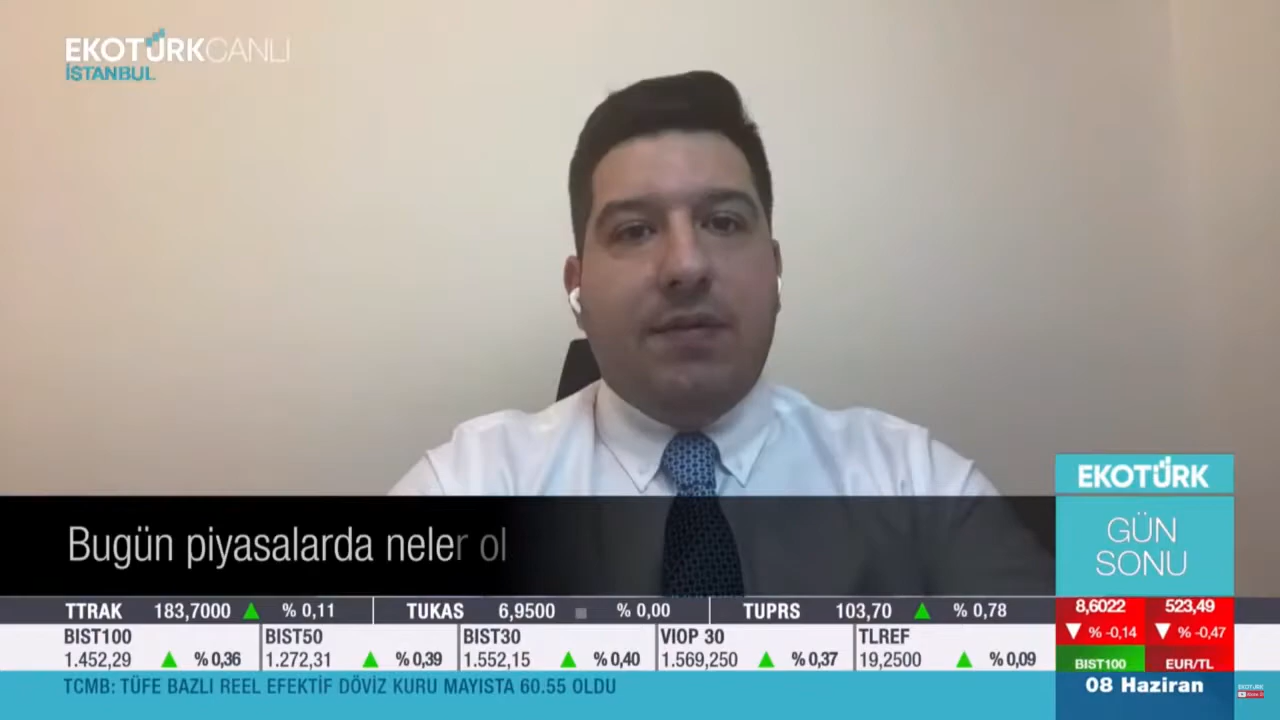 EKOTÜRK CANLI
İSTANBUL
EKOTÜRK
GÜN
SONU
Bugün piyasalarda neler ol
TTRAK 183,7000 % 0,11 TUKAS 6,9500 % 0,00 TUPRS 103,70 % 0,78
8,6022 523,49
% -0,14 % -0,47
BIST100 EUR/TL
BIST100 BIST50 BIST30 VIOP 30 TLREF
1.452,29 % 0,36 1.272,31 % 0,39 1.552,15 % 0,40 1.569,250 % 0,37 19,2500 % 0,09
TCMB: TÜFE BAZLI REEL EFEKTİF DÖVİZ KURU MAYISTA 60.55 OLDU
08 Haziran
EKOTÜRK